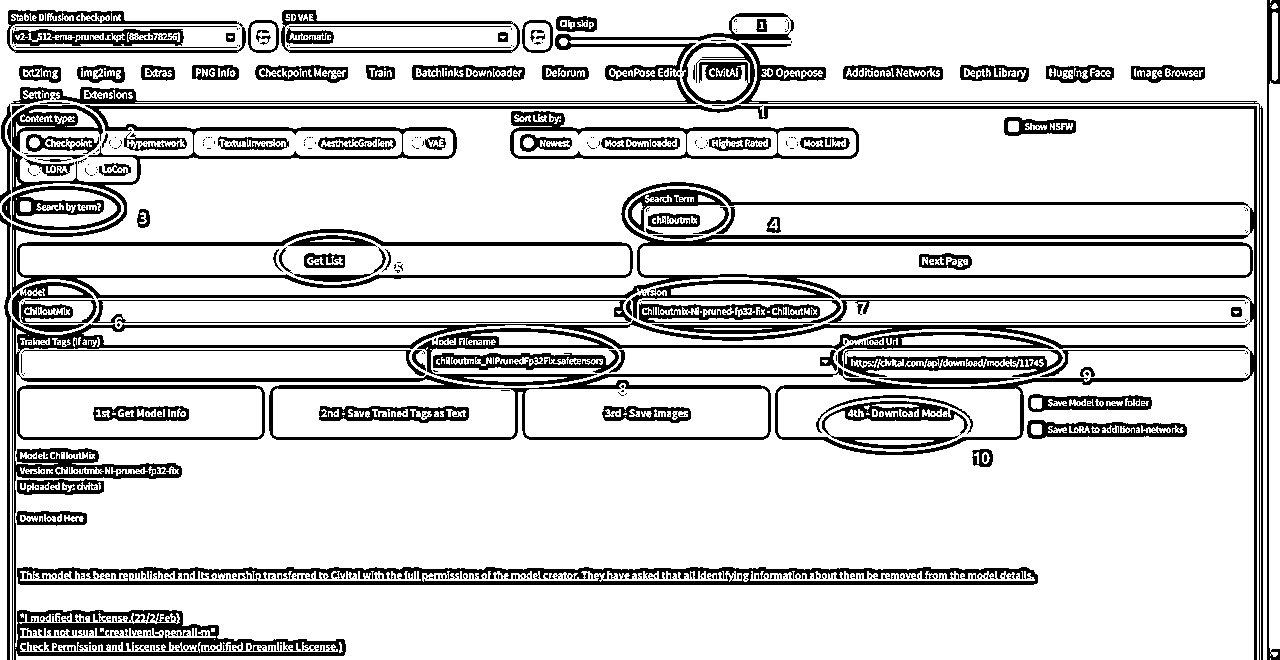 Stable Diffusion checkpoint
SD VAE
Clip skip
1
v2-1_512-ema-pruned.ckpt [88ecb78256]
Automatic
txt2img img2img Extras PNG Info Checkpoint Merger Train Batchlinks Downloader Deforum OpenPose Editor CivitAi 3D Openpose Additional Networks Depth Library Hugging Face Image Browser
Settings Extensions
1
Content type:
Sort List by:
Show NSFW
2
Checkpoint Hypernetwork TextualInversion AestheticGradient VAE
Newest Most Downloaded Highest Rated Most Liked
LORA LoCon
Search by term?
3
Search Term
chilloutmix
4
Get List
5
Next Page
Model
ChilloutMix
6
Version
Chilloutmix-Ni-pruned-fp32-fix - ChilloutMix
7
Trained Tags (if any)
Model Filename
chilloutmix_NiPrunedFp32Fix.safetensors
8
Download Url
https://civitai.com/api/download/models/11745
9
1st - Get Model Info
2nd - Save Trained Tags as Text
3rd - Save Images
4th - Download Model
10
Save Model to new folder
Save LoRA to additional-networks
Model: ChilloutMix
Version: Chilloutmix-Ni-pruned-fp32-fix
Uploaded by: civitai
Download Here
This model has been republished and its ownership transferred to Civitai with the full permissions of the model creator. They have asked that all identifying information about them be removed from the model details.
*I modified the License.(22/2/Feb)
That is not usual "creativeml-openrail-m"
Check Permission and Liscense below(modified Dreamlike Liscense.)